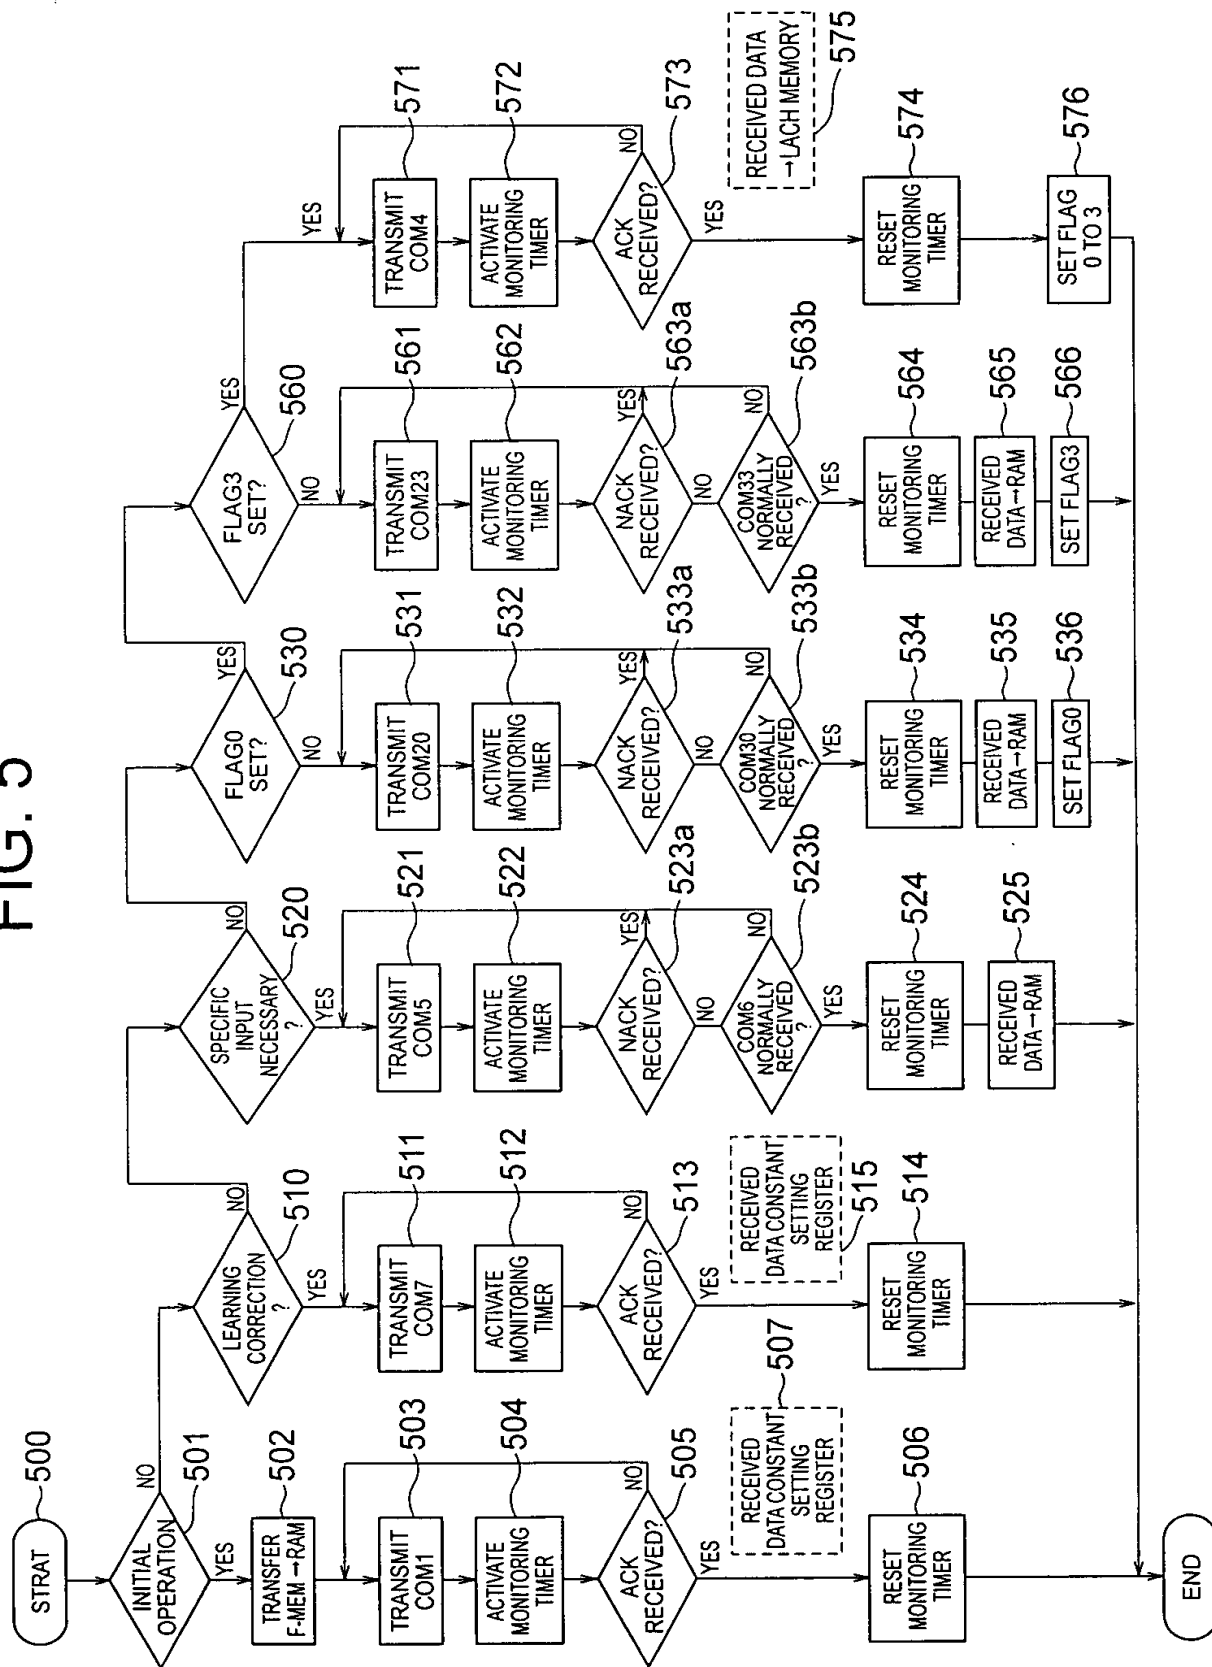 FIG. 5
STRAT
500
INITIAL
OPERATION
501
NO
YES
TRANSFER
F-MEM→RAM
502
TRANSMIT
COM1
503
ACTIVATE
MONITORING
TIMER
504
ACK
RECEIVED?
505
NO
YES
RECEIVED
DATA CONSTANT
SETTING
REGISTER
507
RESET
MONITORING
TIMER
506
END
LEARNING
CORRECTION
?
510
NO
YES
TRANSMIT
COM7
511
ACTIVATE
MONITORING
TIMER
512
ACK
RECEIVED?
513
NO
YES
RECEIVED
DATA CONSTANT
SETTING
REGISTER
515
RESET
MONITORING
TIMER
514
SPECIFIC
INPUT
NECESSARY
?
520
NO
YES
TRANSMIT
COM5
521
ACTIVATE
MONITORING
TIMER
522
NACK
RECEIVED?
523a
YES
NO
COM6
NORMALLY
RECEIVED
?
523b
NO
YES
RESET
MONITORING
TIMER
524
RECEIVED
DATA→RAM
525
FLAG0
SET?
530
YES
NO
TRANSMIT
COM20
531
ACTIVATE
MONITORING
TIMER
532
NACK
RECEIVED?
533a
YES
NO
COM30
NORMALLY
RECEIVED
?
533b
NO
YES
RESET
MONITORING
TIMER
534
RECEIVED
DATA→RAM
535
SET FLAG0
536
FLAG3
SET?
560
YES
NO
TRANSMIT
COM23
561
ACTIVATE
MONITORING
TIMER
562
NACK
RECEIVED?
563a
YES
NO
COM33
NORMALLY
RECEIVED
?
563b
NO
YES
RESET
MONITORING
TIMER
564
RECEIVED
DATA→RAM
565
SET FLAG3
566
YES
TRANSMIT
COM4
571
ACTIVATE
MONITORING
TIMER
572
ACK
RECEIVED?
573
NO
YES
RECEIVED DATA
→LACH MEMORY
575
RESET
MONITORING
TIMER
574
SET FLAG
0 TO 3
576